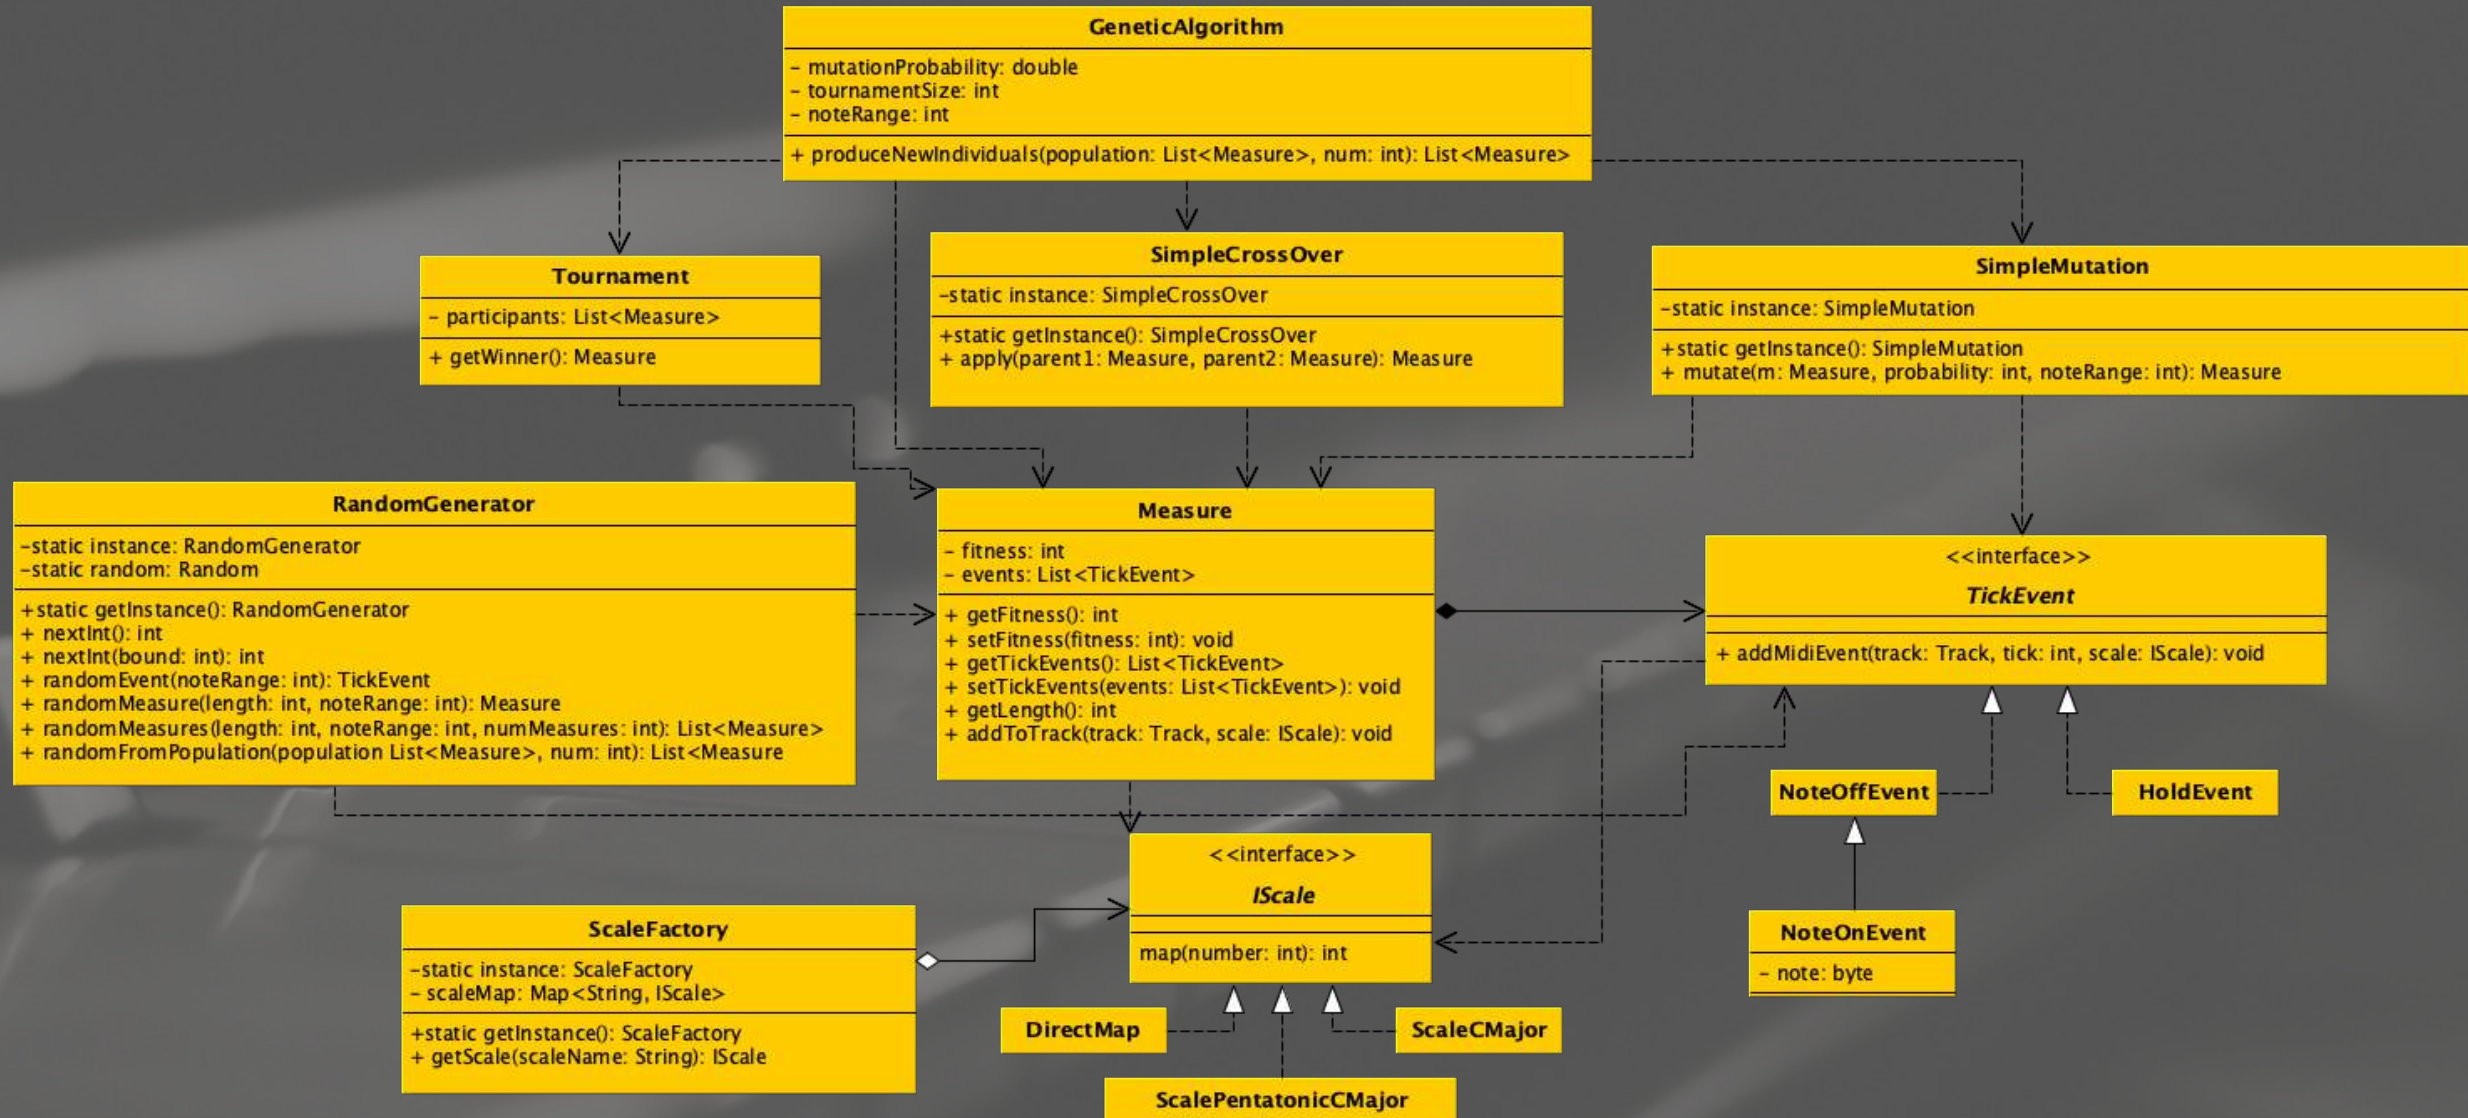 GeneticAlgorithm
- mutationProbability: double
- tournamentSize: int
- noteRange: int
+ produceNewIndividuals(population: List<Measure>, num: int): List<Measure>
Tournament
- participants: List<Measure>
+ getWinner(): Measure
SimpleCrossOver
-static instance: SimpleCrossOver
+static getInstance(): SimpleCrossOver
+ apply(parent1: Measure, parent2: Measure): Measure
SimpleMutation
-static instance: SimpleMutation
+static getInstance(): SimpleMutation
+ mutate(m: Measure, probability: int, noteRange: int): Measure
RandomGenerator
-static instance: RandomGenerator
-static random: Random
+static getInstance(): RandomGenerator
+ nextInt(): int
+ nextInt(bound: int): int
+ randomEvent(noteRange: int): TickEvent
+ randomMeasure(length: int, noteRange: int): Measure
+ randomMeasures(length: int, noteRange: int, numMeasures: int): List<Measure>
+ randomFromPopulation(population List<Measure>, num: int): List<Measure
Measure
- fitness: int
- events: List<TickEvent>
+ getFitness(): int
+ setFitness(fitness: int): void
+ getTickEvents(): List<TickEvent>
+ setTickEvents(events: List<TickEvent>): void
+ getLength(): int
+ addToTrack(track: Track, scale: IScale): void
<<interface>>
TickEvent
+ addMidiEvent(track: Track, tick: int, scale: IScale): void
NoteOffEvent
HoldEvent
NoteOnEvent
- note: byte
<<interface>>
IScale
map(number: int): int
ScaleFactory
-static instance: ScaleFactory
- scaleMap: Map<String, IScale>
+static getInstance(): ScaleFactory
+ getScale(scaleName: String): IScale
DirectMap
ScaleCMajor
ScalePentatonicCMajor